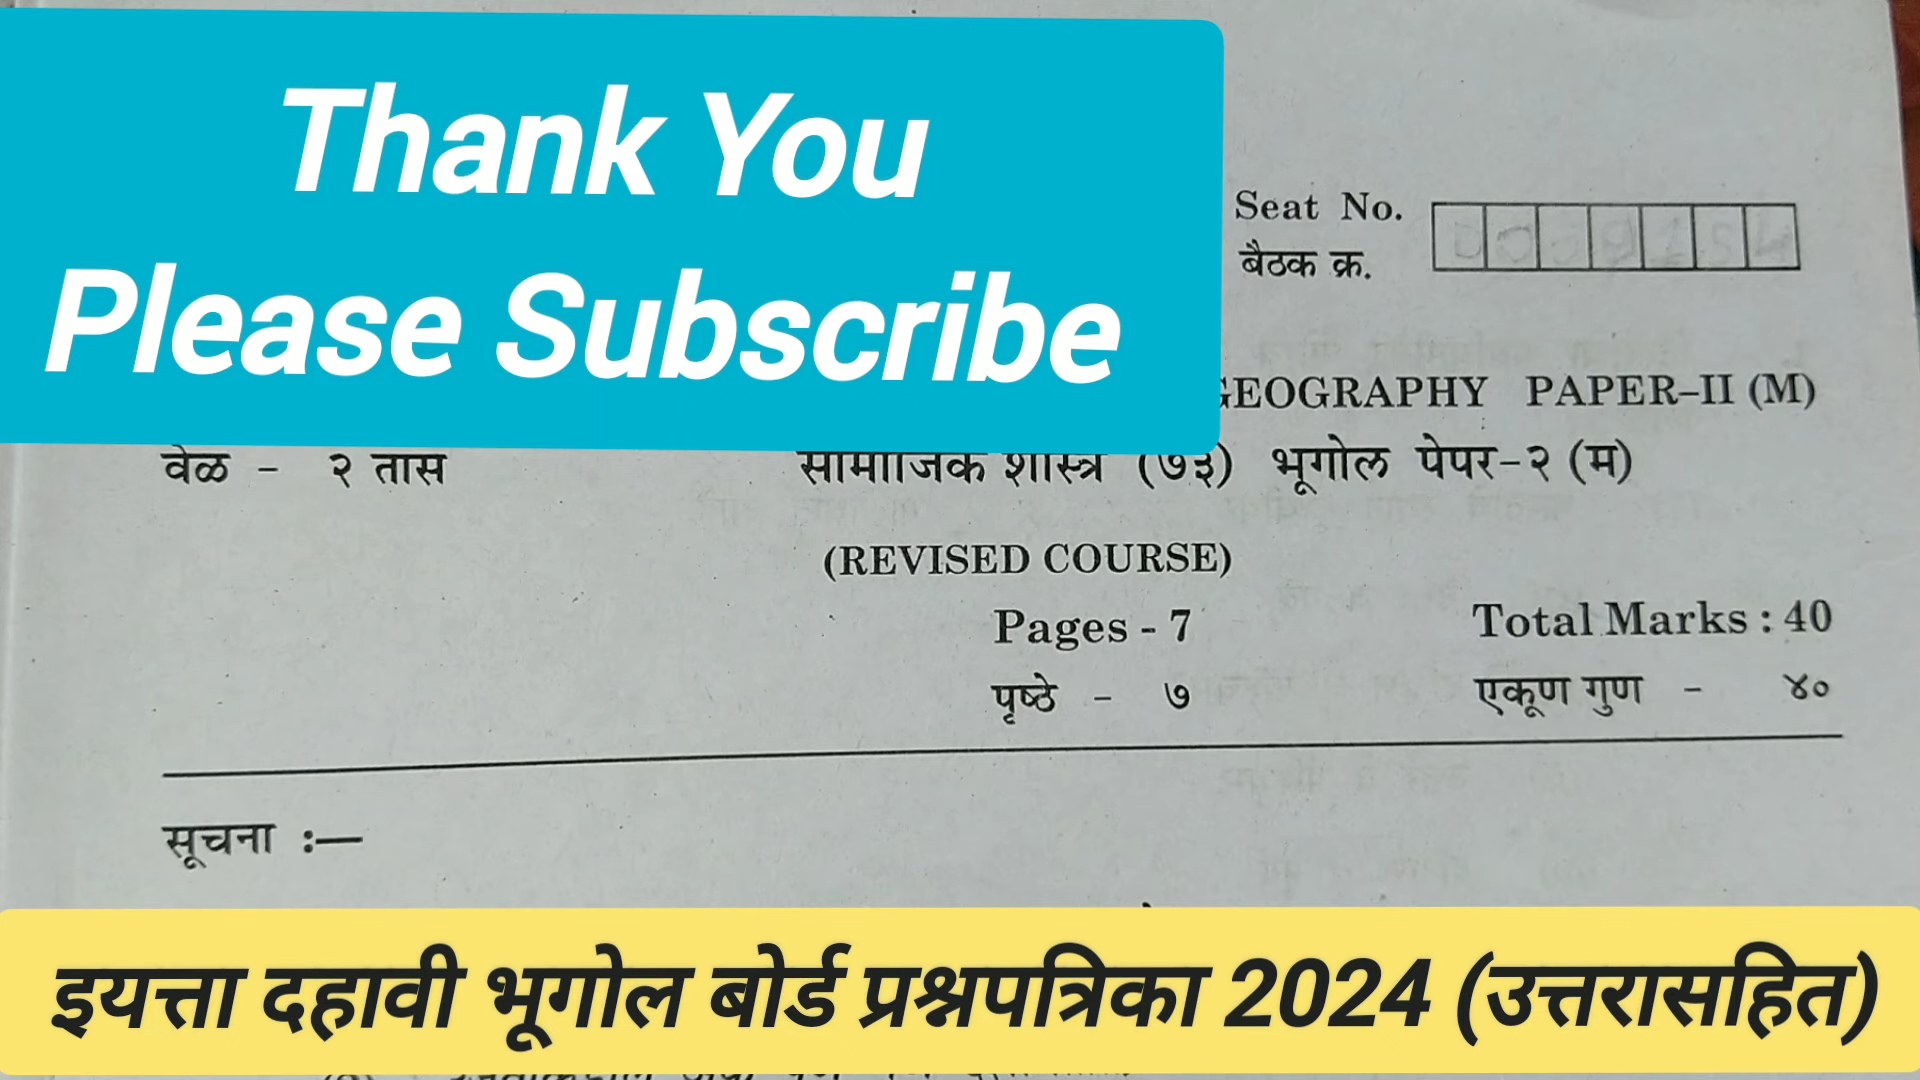 Thank You
Please Subscribe
Seat No.
बैठक क्र.
GEOGRAPHY PAPER–II (M)
वेळ - २ तास सामाजिक शास्त्र (७३) भूगोल पेपर-२ (म)
(REVISED COURSE)
Pages - 7 Total Marks : 40
पृष्ठे - ७ एकूण गुण - ४०
सूचना :—
इयत्ता दहावी भूगोल बोर्ड प्रश्नपत्रिका 2024 (उत्तरासहित)